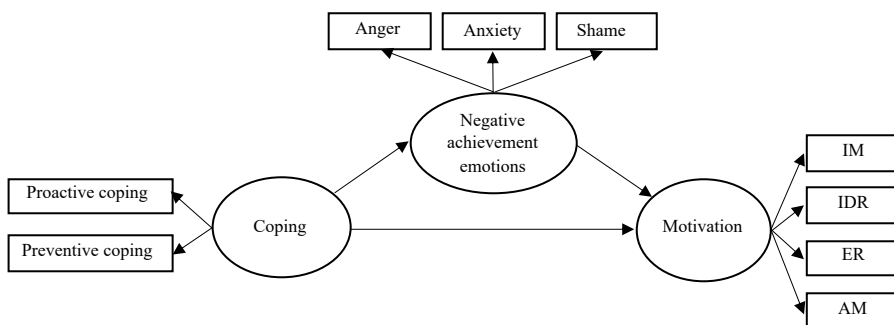 Anger
Anxiety
Shame
Negative
achievement
emotions
Proactive coping
Preventive coping
Coping
Motivation
IM
IDR
ER
AM